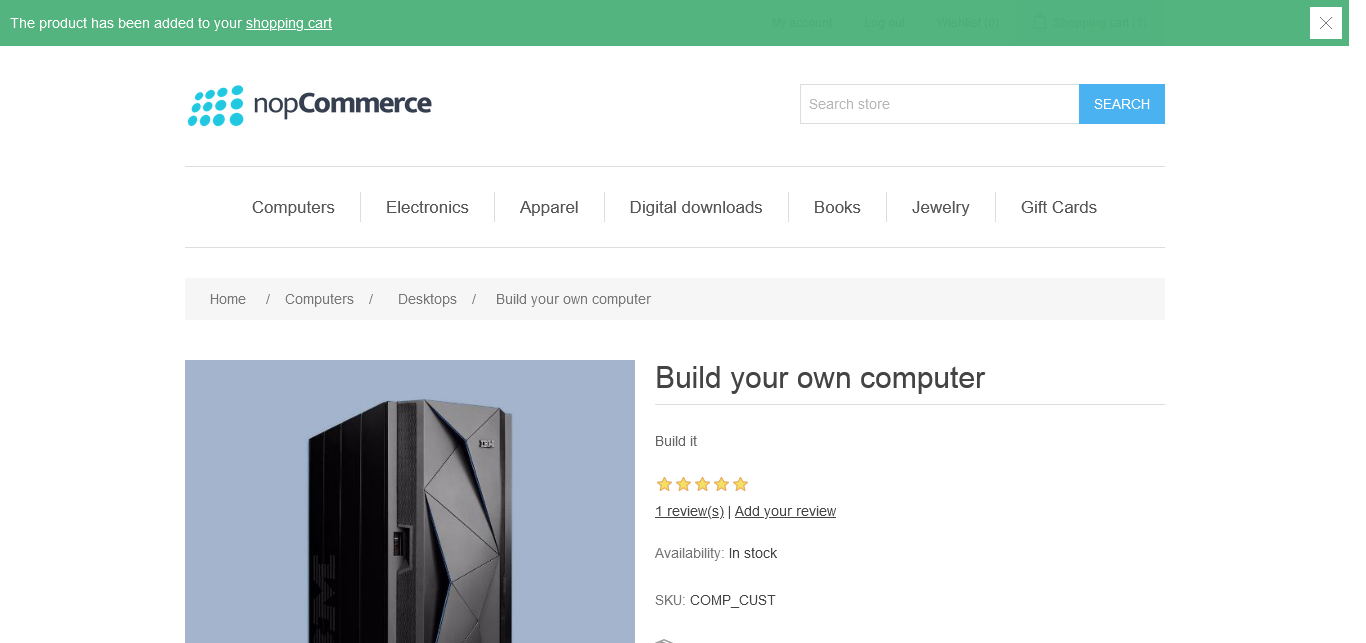 The product has been added to your shopping cart
My account Log out Wishlist (0) Shopping cart (1)
nopCommerce
Search store
SEARCH
Computers Electronics Apparel Digital downloads Books Jewelry Gift Cards
Home / Computers / Desktops / Build your own computer
Build your own computer
IBM
Build it
1 review(s) | Add your review
Availability: In stock
IBM
SKU: COMP_CUST